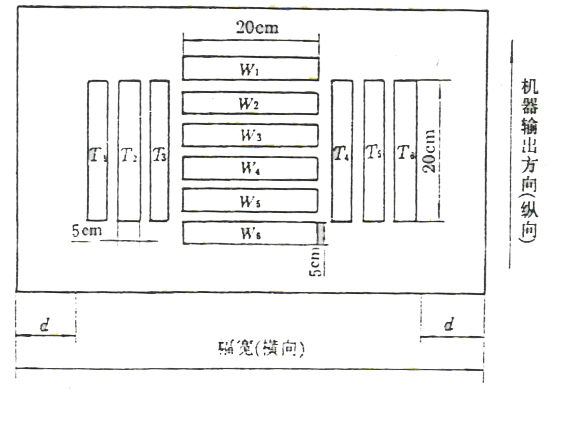 20cm
W₁
W₂
W₃
W₄
W₅
W₆
T₁ T₂ T₃
T₄ T₅ T₆
20cm
5cm
5cm
机器输出方向(纵向)
d
d
幅宽(横向)